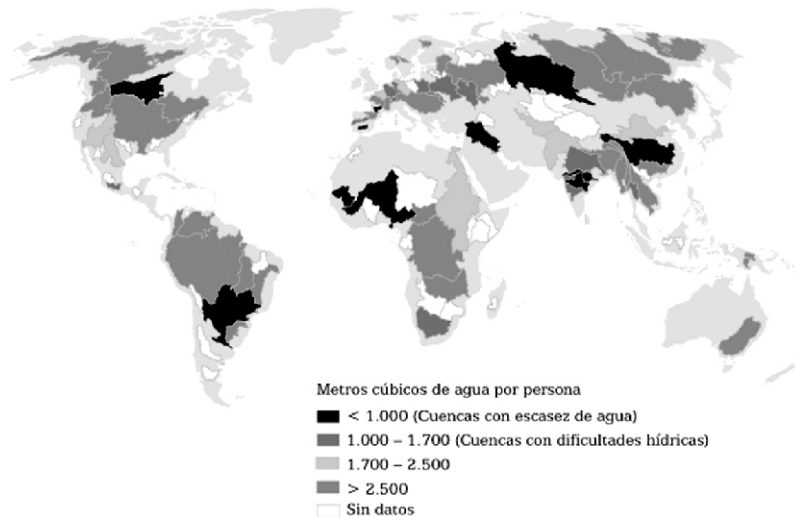 Metros cúbicos de agua por persona
< 1.000 (Cuencas con escasez de agua)
1.000 – 1.700 (Cuencas con dificultades hídricas)
1.700 – 2.500
> 2.500
Sin datos